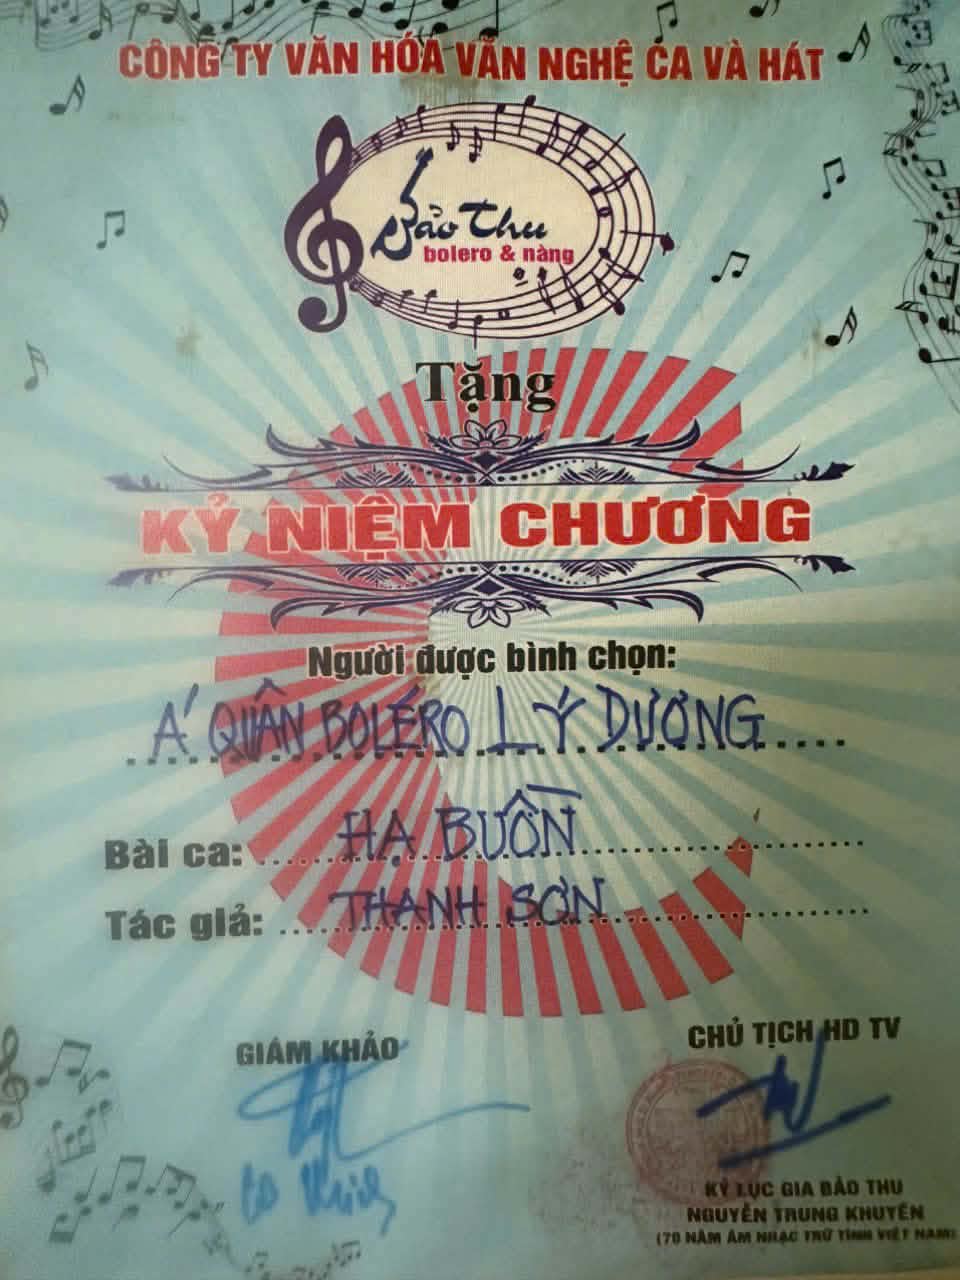 CÔNG TY VĂN HÓA VĂN NGHỆ CA VÀ HÁT
Bảo Thu
bolero & nàng
Tặng
KỶ NIỆM CHƯƠNG
Người được bình chọn:
Á QUÂN BOLÉRO LÝ DƯƠNG
Bài ca: HẠ BUỒN
Tác giả: THANH SƠN
GIÁM KHẢO
CHỦ TỊCH HD TV
KỶ LỤC GIA BẢO THU
NGUYỄN TRUNG KHUYẾN
(70 NĂM ÂM NHẠC TRỮ TÌNH VIỆT NAM)